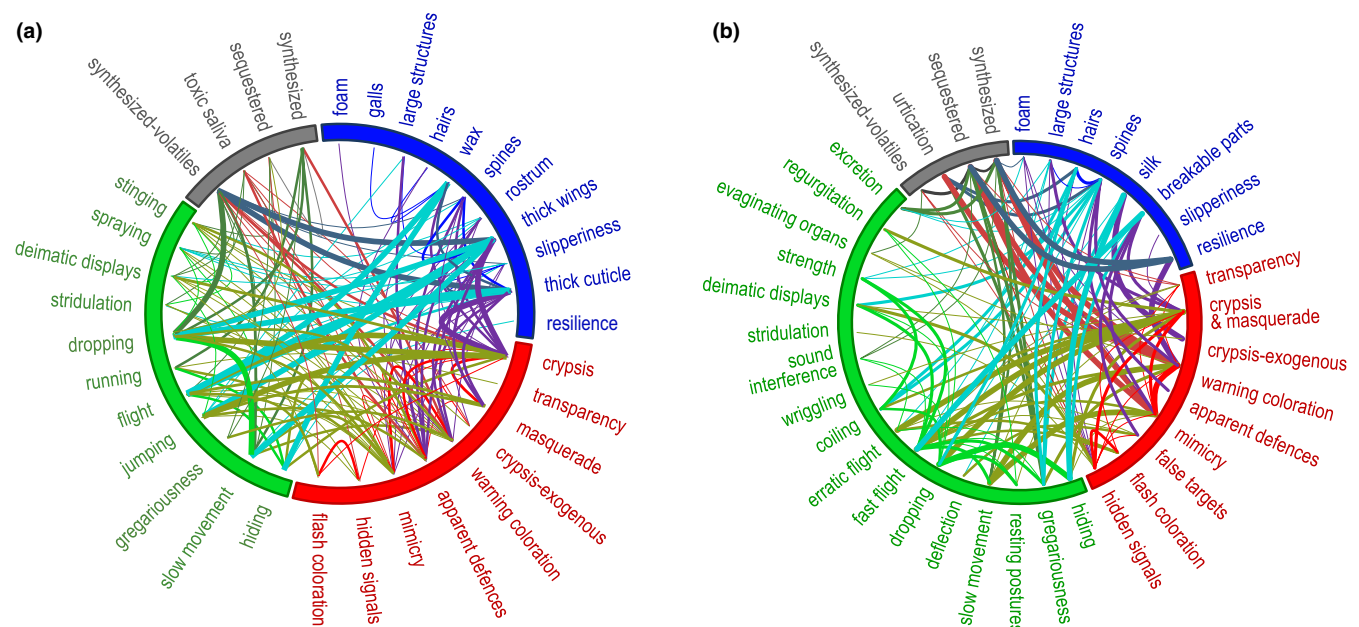 (a)
synthesized-volatiles
toxic saliva
sequestered
synthesized
foam
galls
large structures
hairs
wax
spines
rostrum
thick wings
slipperiness
thick cuticle
resilience
crypsis
transparency
masquerade
crypsis-exogenous
warning coloration
apparent defences
mimicry
hidden signals
flash coloration
hiding
slow movement
gregariousness
jumping
flight
running
dropping
stridulation
deimatic displays
spraying
stinging
(b)
synthesized-volatiles
urtication
sequestered
synthesized
foam
large structures
hairs
spines
silk
breakable parts
slipperiness
resilience
transparency
crypsis
& masquerade
crypsis-exogenous
warning coloration
apparent defences
mimicry
false targets
flash coloration
hidden signals
hiding
gregariousness
resting postures
slow movement
deflection
dropping
fast flight
erratic flight
coiling
wriggling
sound
interference
stridulation
deimatic displays
strength
evaginating organs
regurgitation
excretion